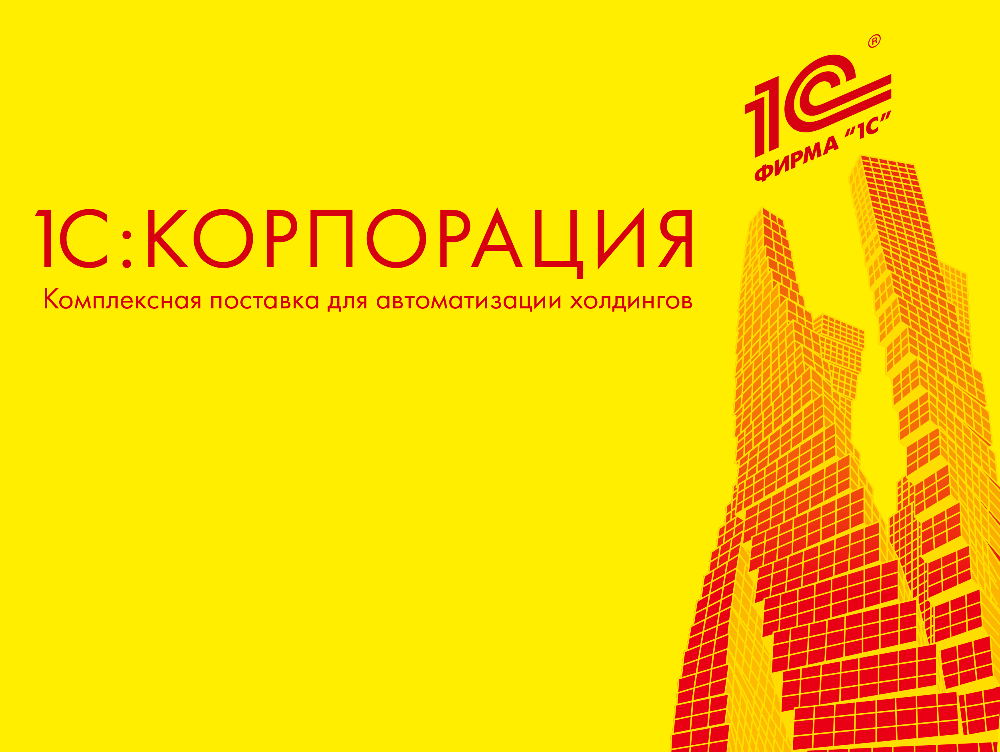 ®
1С
ФИРМА “1С”
1С:КОРПОРАЦИЯ
Комплексная поставка для автоматизации холдингов